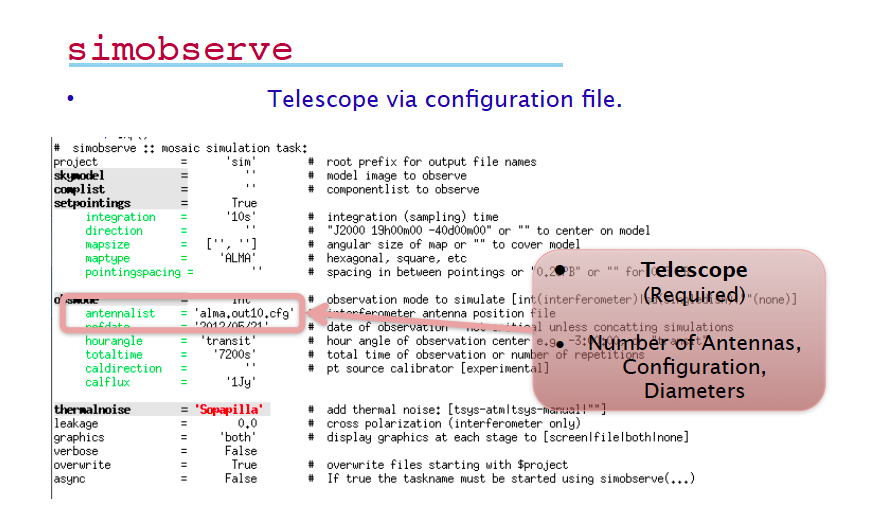 simobserve
• Telescope via configuration file.
# simobserve :: mosaic simulation task:
project = 'sim' # root prefix for output file names
skymodel = '' # model image to observe
complist = '' # componentlist to observe
setpointings = True
integration = '10s' # integration (sampling) time
direction = '' # "J2000 19h00m00 -40d00m00" or "" to center on model
mapsize = ['', ''] # angular size of map or "" to cover model
maptype = 'ALMA' # hexagonal, square, etc
pointingspacing = '' # spacing in between pointings or "0.25PB" or "" for
obsmode = int # observation mode to simulate [int(interferometer)|sd(singledish)|""(none)]
antennalist = 'alma.out10.cfg' # interferometer antenna position file
refdate = '2012/05/21' # date of observation - not critical unless concatting simulations
hourangle = 'transit' # hour angle of observation center e.g. "transit"
totaltime = '7200s' # total time of observation or number of repetitions
caldirection = '' # pt source calibrator [experimental]
calflux = '1Jy'
thermalnoise = 'Sopapilla' # add thermal noise: [tsys-atm|tsys-manual|""]
leakage = 0.0 # cross polarization (interferometer only)
graphics = 'both' # display graphics at each stage to [screen|file|both|none]
verbose = False
overwrite = True # overwrite files starting with $project
async = False # If true the taskname must be started using simobserve(...)
• Telescope
(Required)
• Number of Antennas,
Configuration,
Diameters